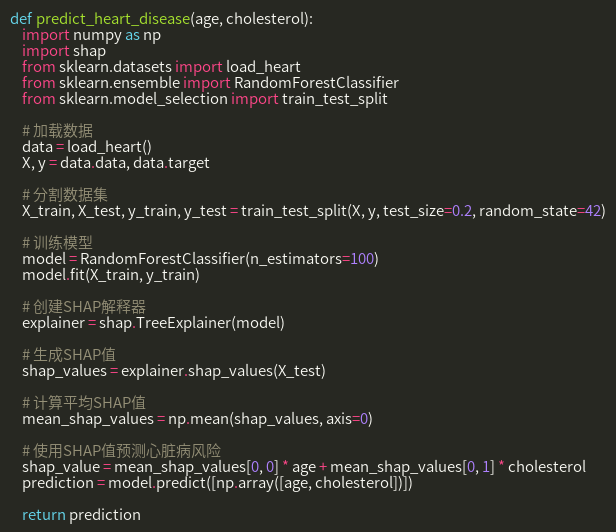 def predict_heart_disease(age, cholesterol):
    import numpy as np
    import shap
    from sklearn.datasets import load_heart
    from sklearn.ensemble import RandomForestClassifier
    from sklearn.model_selection import train_test_split

    # 加载数据
    data = load_heart()
    X, y = data.data, data.target

    # 分割数据集
    X_train, X_test, y_train, y_test = train_test_split(X, y, test_size=0.2, random_state=42)

    # 训练模型
    model = RandomForestClassifier(n_estimators=100)
    model.fit(X_train, y_train)

    # 创建SHAP解释器
    explainer = shap.TreeExplainer(model)

    # 生成SHAP值
    shap_values = explainer.shap_values(X_test)

    # 计算平均SHAP值
    mean_shap_values = np.mean(shap_values, axis=0)

    # 使用SHAP值预测心脏病风险
    shap_value = mean_shap_values[0, 0] * age + mean_shap_values[0, 1] * cholesterol
    prediction = model.predict([np.array([age, cholesterol])])

    return prediction